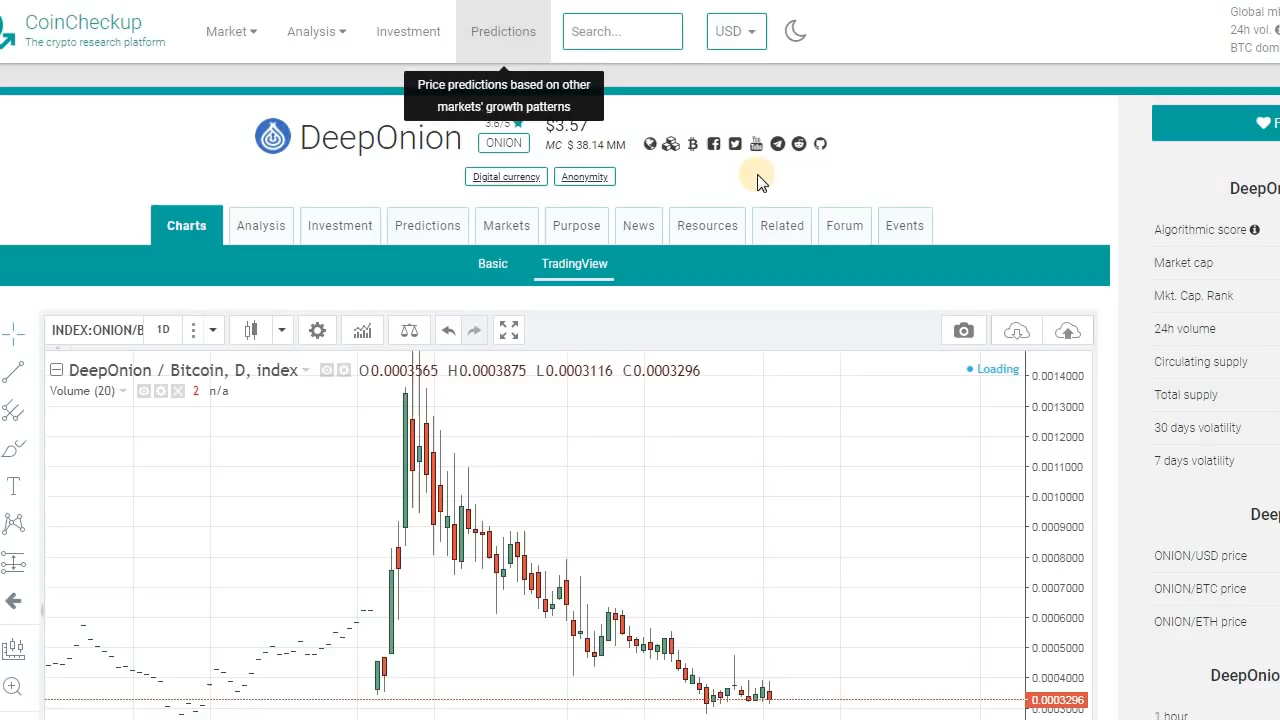 CoinCheckup
The crypto research platform
Market
Analysis
Investment
Predictions
Search...
USD
24h vol.
Price predictions based on other
markets' growth patterns
DeepOnion
3.6/5
ONION
$3.57
MC $ 38.14 MM
Digital currency
Anonymity
Charts
Analysis
Investment
Predictions
Markets
Purpose
News
Resources
Related
Forum
Events
Basic
TradingView
INDEX:ONION/B
1D
DeepOnion / Bitcoin, D, index
O0.0003565 H0.0003875 L0.0003116 C0.0003296
Loading
Volume (20)
2 n/a
0.0014000
0.0013000
0.0012000
0.0011000
0.0010000
0.0009000
0.0008000
0.0007000
0.0006000
0.0005000
0.0004000
0.0003296
Algorithmic score
Market cap
Mkt. Cap. Rank
24h volume
Circulating supply
Total supply
30 days volatility
7 days volatility
ONION/USD price
ONION/BTC price
ONION/ETH price
1 hour